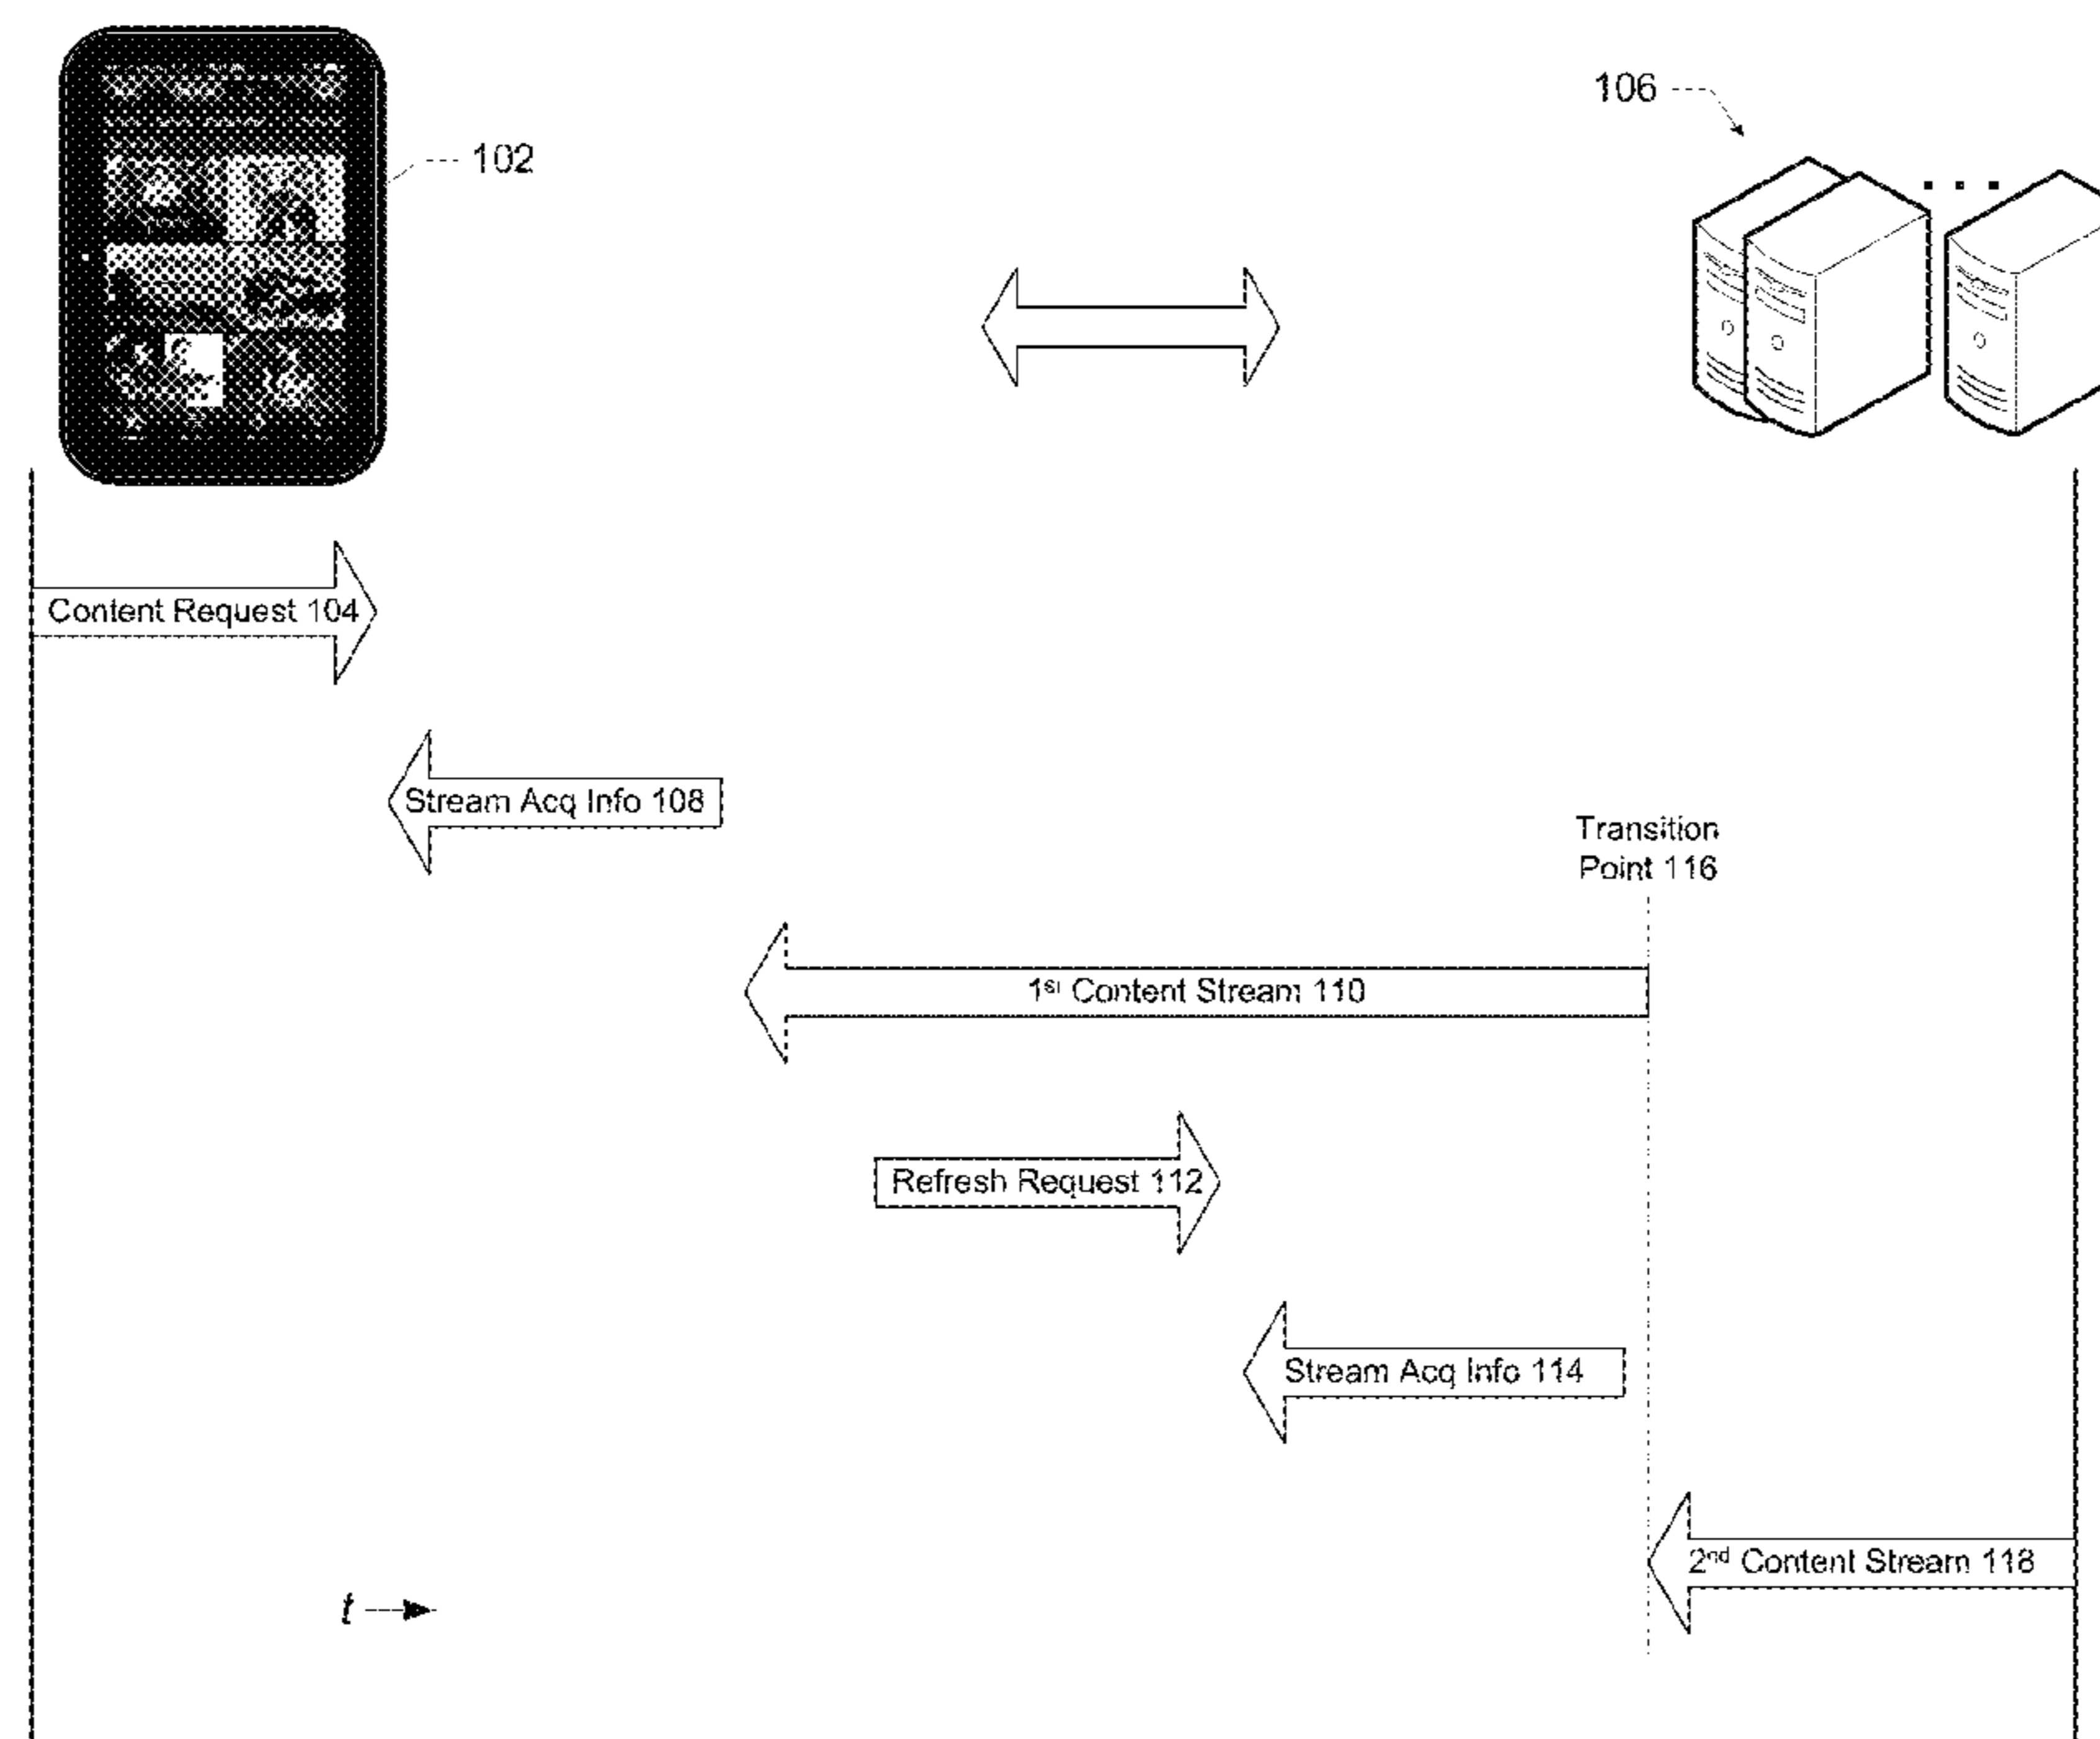 106
102
Content Request 104
Stream Acq Info 108
Transition
Point 116
1st Content Stream 110
Refresh Request 112
Stream Acq Info 114
2nd Content Stream 118
t